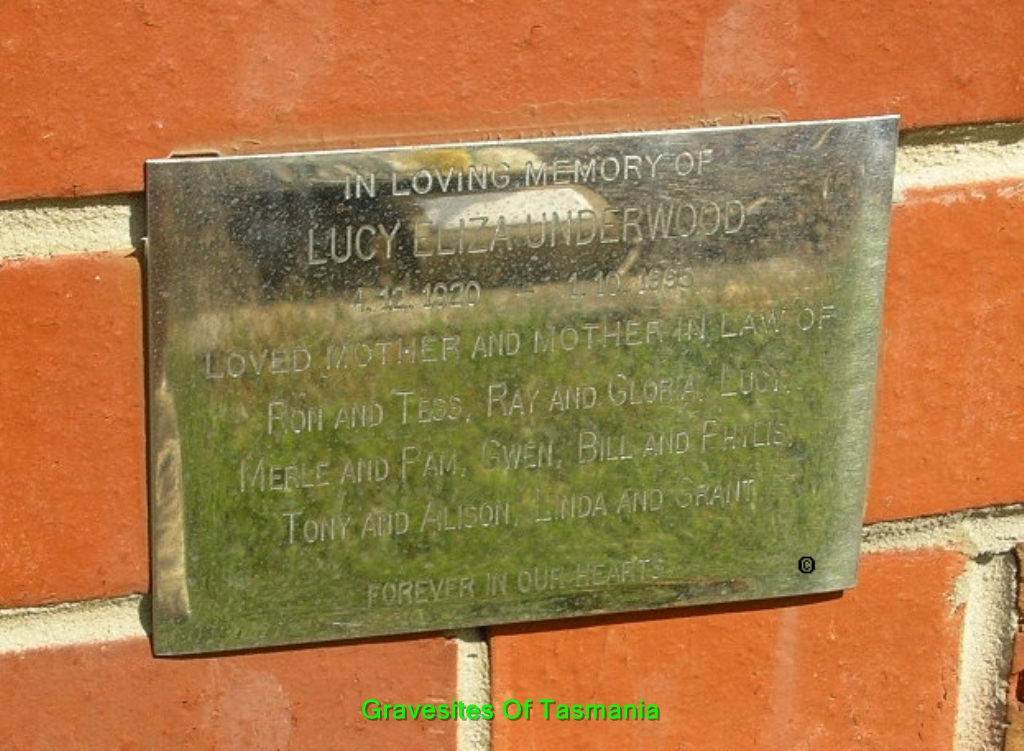 IN LOVING MEMORY OF
LUCY ELIZA UNDERWOOD
4.12.1920 – 1.10.
LOVED MOTHER AND MOTHER IN LAW OF
RON AND TESS, RAY AND GLORIA, LUCY,
MERLE AND PAM, GWEN, BILL AND PHYLIS,
TONY AND ALISON, LINDA AND GRANT
FOREVER IN OUR HEARTS
©
Gravesites Of Tasmania